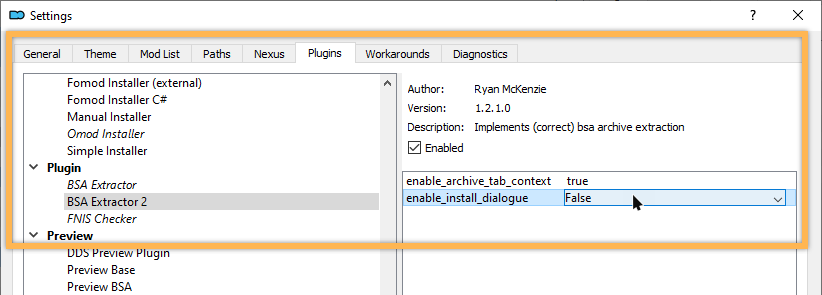 Settings
General Theme Mod List Paths Nexus Plugins Workarounds Diagnostics
Fomod Installer (external)
Fomod Installer C#
Manual Installer
Omod Installer
Simple Installer
Plugin
BSA Extractor
BSA Extractor 2
FNIS Checker
Preview
DDS Preview Plugin
Preview Base
Preview BSA
Author: Ryan McKenzie
Version: 1.2.1.0
Description: Implements (correct) bsa archive extraction
Enabled
enable_archive_tab_context true
enable_install_dialogue False